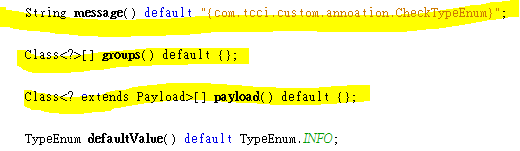 String message() default "{com.tcci.custom.annoation.CheckTypeEnum}";
Class<?>[] groups() default {};
Class<? extends Payload>[] payload() default {};
TypeEnum defaultValue() default TypeEnum.INFO;